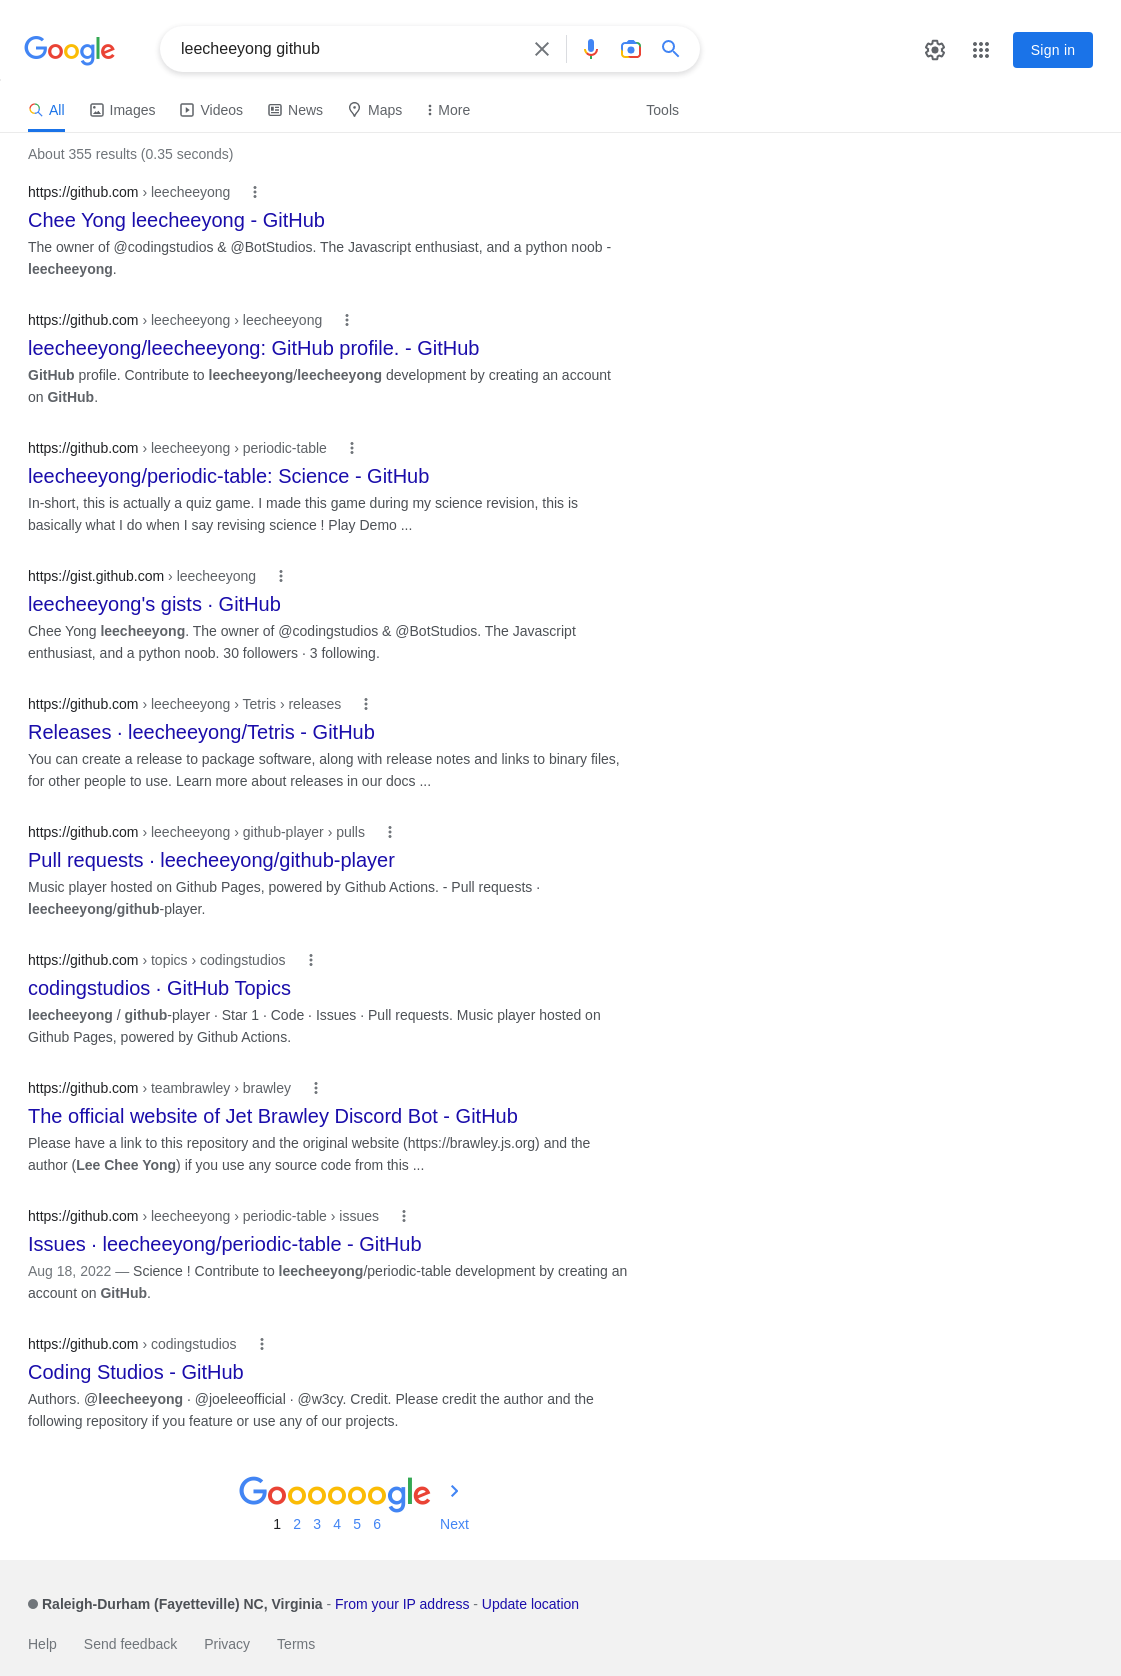 Google
leecheeyong github
Sign in
All Images Videos News Maps More Tools
About 355 results (0.35 seconds)
https://github.com › leecheeyong
Chee Yong leecheeyong - GitHub
The owner of @codingstudios & @BotStudios. The Javascript enthusiast, and a python noob -
leecheeyong.
https://github.com › leecheeyong › leecheeyong
leecheeyong/leecheeyong: GitHub profile. - GitHub
GitHub profile. Contribute to leecheeyong/leecheeyong development by creating an account
on GitHub.
https://github.com › leecheeyong › periodic-table
leecheeyong/periodic-table: Science - GitHub
In-short, this is actually a quiz game. I made this game during my science revision, this is
basically what I do when I say revising science ! Play Demo ...
https://gist.github.com › leecheeyong
leecheeyong's gists · GitHub
Chee Yong leecheeyong. The owner of @codingstudios & @BotStudios. The Javascript
enthusiast, and a python noob. 30 followers · 3 following.
https://github.com › leecheeyong › Tetris › releases
Releases · leecheeyong/Tetris - GitHub
You can create a release to package software, along with release notes and links to binary files,
for other people to use. Learn more about releases in our docs ...
https://github.com › leecheeyong › github-player › pulls
Pull requests · leecheeyong/github-player
Music player hosted on Github Pages, powered by Github Actions. - Pull requests ·
leecheeyong/github-player.
https://github.com › topics › codingstudios
codingstudios · GitHub Topics
leecheeyong / github-player · Star 1 · Code · Issues · Pull requests. Music player hosted on
Github Pages, powered by Github Actions.
https://github.com › teambrawley › brawley
The official website of Jet Brawley Discord Bot - GitHub
Please have a link to this repository and the original website (https://brawley.js.org) and the
author (Lee Chee Yong) if you use any source code from this ...
https://github.com › leecheeyong › periodic-table › issues
Issues · leecheeyong/periodic-table - GitHub
Aug 18, 2022 — Science ! Contribute to leecheeyong/periodic-table development by creating an
account on GitHub.
https://github.com › codingstudios
Coding Studios - GitHub
Authors. @leecheeyong · @joeleeofficial · @w3cy. Credit. Please credit the author and the
following repository if you feature or use any of our projects.
Goooooogle
1 2 3 4 5 6 Next
Raleigh-Durham (Fayetteville) NC, Virginia - From your IP address - Update location
Help Send feedback Privacy Terms